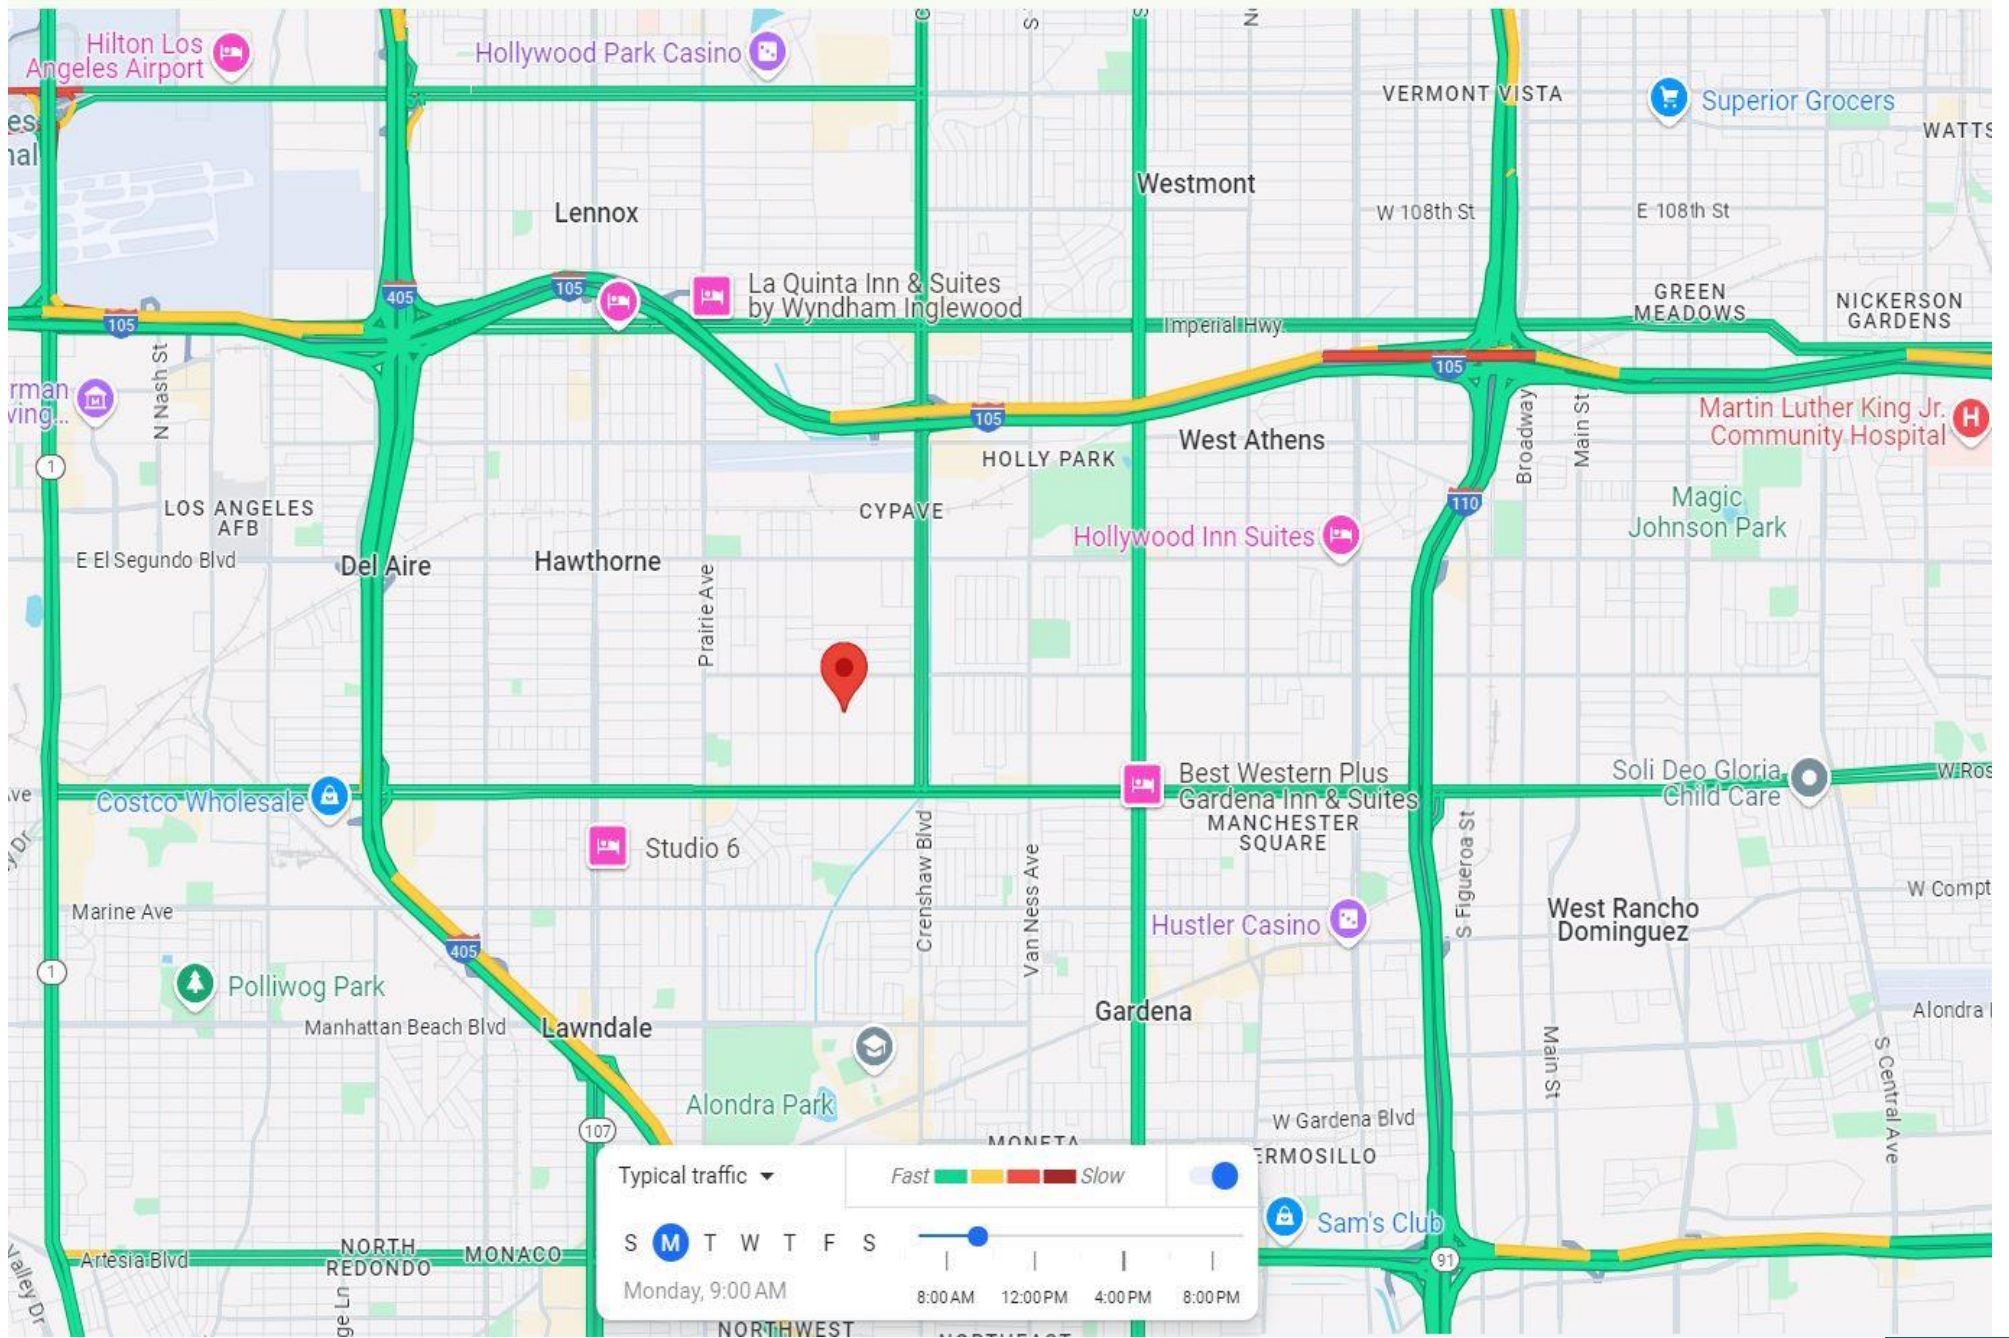 Hilton Los
Angeles Airport
Hollywood Park Casino
VERMONT VISTA
Superior Grocers
WATTS
Westmont
Lennox
W 108th St
E 108th St
405
105
La Quinta Inn & Suites
by Wyndham Inglewood
GREEN
MEADOWS
NICKERSON
GARDENS
105
Imperial Hwy.
N Nash St
105
105
Broadway
Main St
Martin Luther King Jr.
Community Hospital
H
1
West Athens
HOLLY PARK
LOS ANGELES
AFB
CYPAVE
110
Magic
Johnson Park
Hollywood Inn Suites
E El Segundo Blvd
Del Aire
Hawthorne
Prairie Ave
Costco Wholesale
Best Western Plus
Gardena Inn & Suites
MANCHESTER
SQUARE
Soli Deo Gloria
Child Care
Studio 6
Crenshaw Blvd
Van Ness Ave
S Figueroa St
Marine Ave
405
Hustler Casino
West Rancho
Dominguez
1
Polliwog Park
Manhattan Beach Blvd
Lawndale
Gardena
Main St
S Central Ave
Alondra Park
107
W Gardena Blvd
Typical traffic
Fast
Slow
Sam's Club
S M T W T F S
Monday, 9:00 AM
8:00 AM 12:00 PM 4:00 PM 8:00 PM
91
Artesia Blvd
NORTH
REDONDO
MONACO